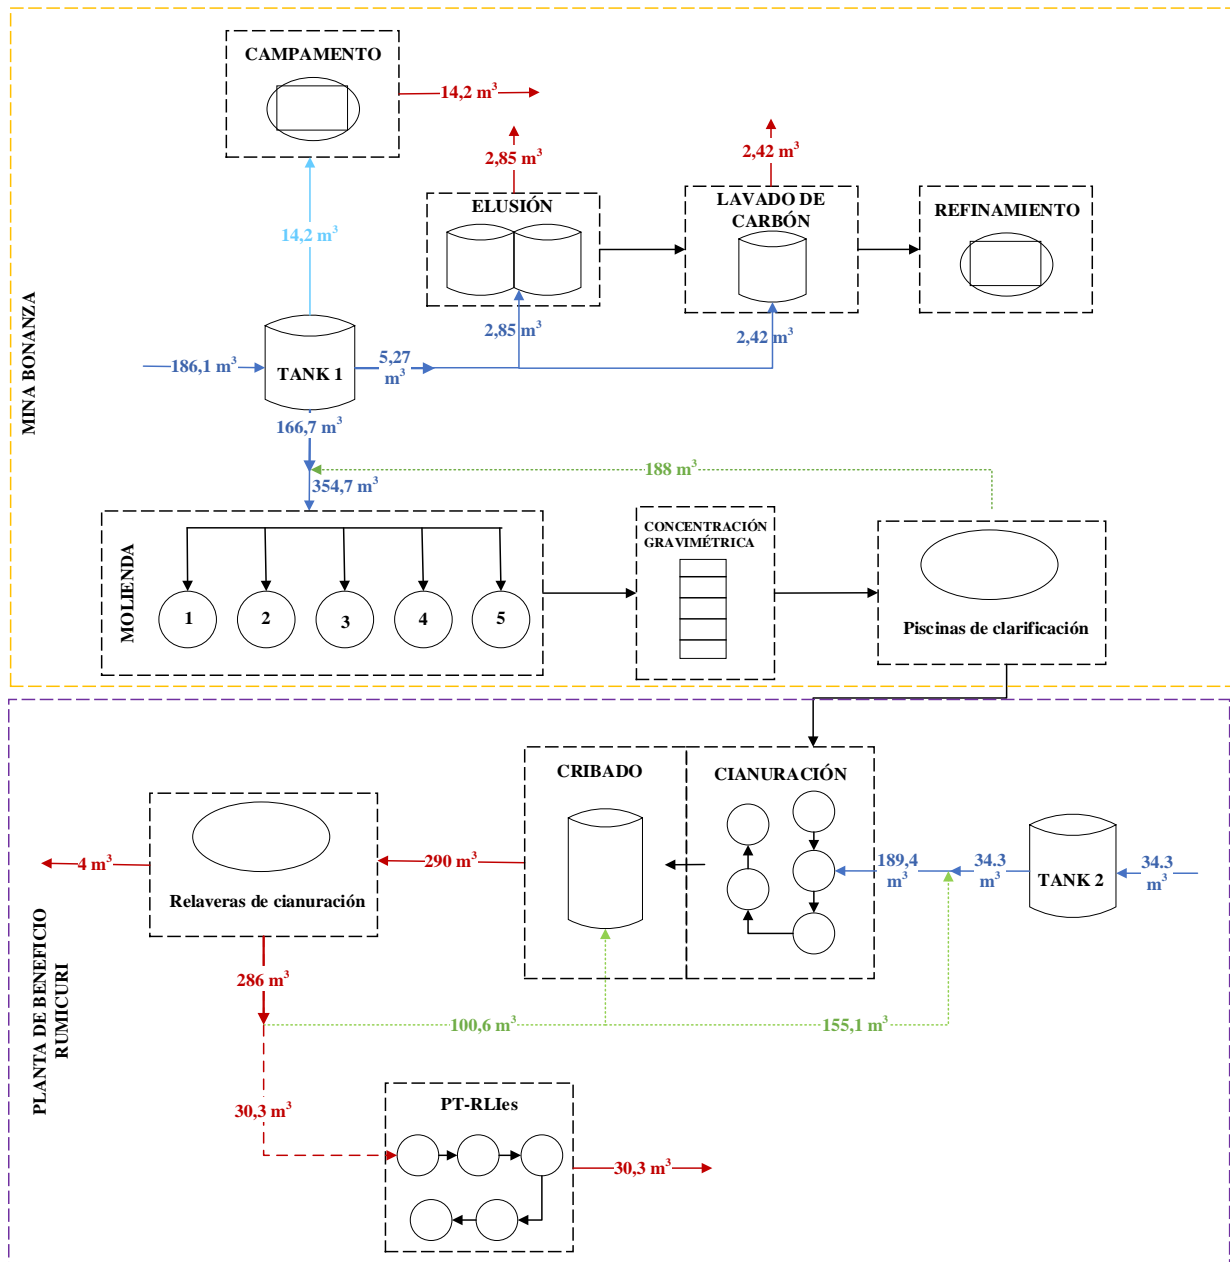 CAMPAMENTO
14,2 m³
2,85 m³
2,42 m³
ELUSIÓN
LAVADO DE
CARBÓN
REFINAMIENTO
14,2 m³
2,85 m³
2,42 m³
MINA BONANZA
186,1 m³
TANK 1
5,27
m³
166,7 m³
188 m³
354,7 m³
MOLIENDA
1
2
3
4
5
CONCENTRACIÓN
GRAVIMÉTRICA
Piscinas de clarificación
CRIBADO
CIANURACIÓN
4 m³
Relaveras de cianuración
290 m³
189,4
m³
34.3
m³
TANK 2
34.3
m³
PLANTA DE BENEFICIO
RUMICURI
286 m³
100,6 m³
155,1 m³
30,3 m³
PT-RLIes
30,3 m³